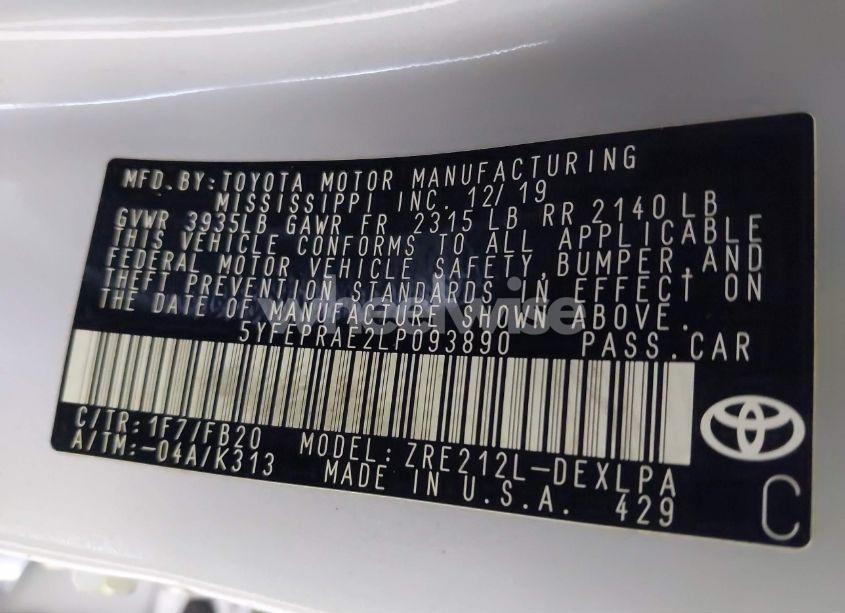 MFD.BY:TOYOTA MOTOR MANUFACTURING
MISSISSIPPI INC. 12/19
GVWR 3935LB GAWR FR 2315 LB RR 2140 LB
THIS VEHICLE CONFORMS TO ALL APPLICABLE
FEDERAL MOTOR VEHICLE SAFETY, BUMPER, AND
THEFT PREVENTION STANDARDS IN EFFECT ON
THE DATE OF MANUFACTURE SHOWN ABOVE.
wheelwise
5YFEPRAE2LP093890 PASS.CAR
C/TR:1F7/FB20 MODEL:ZRE212L-DEXLPA
A/TM:-04A/K313 MADE IN U.S.A. 429
C